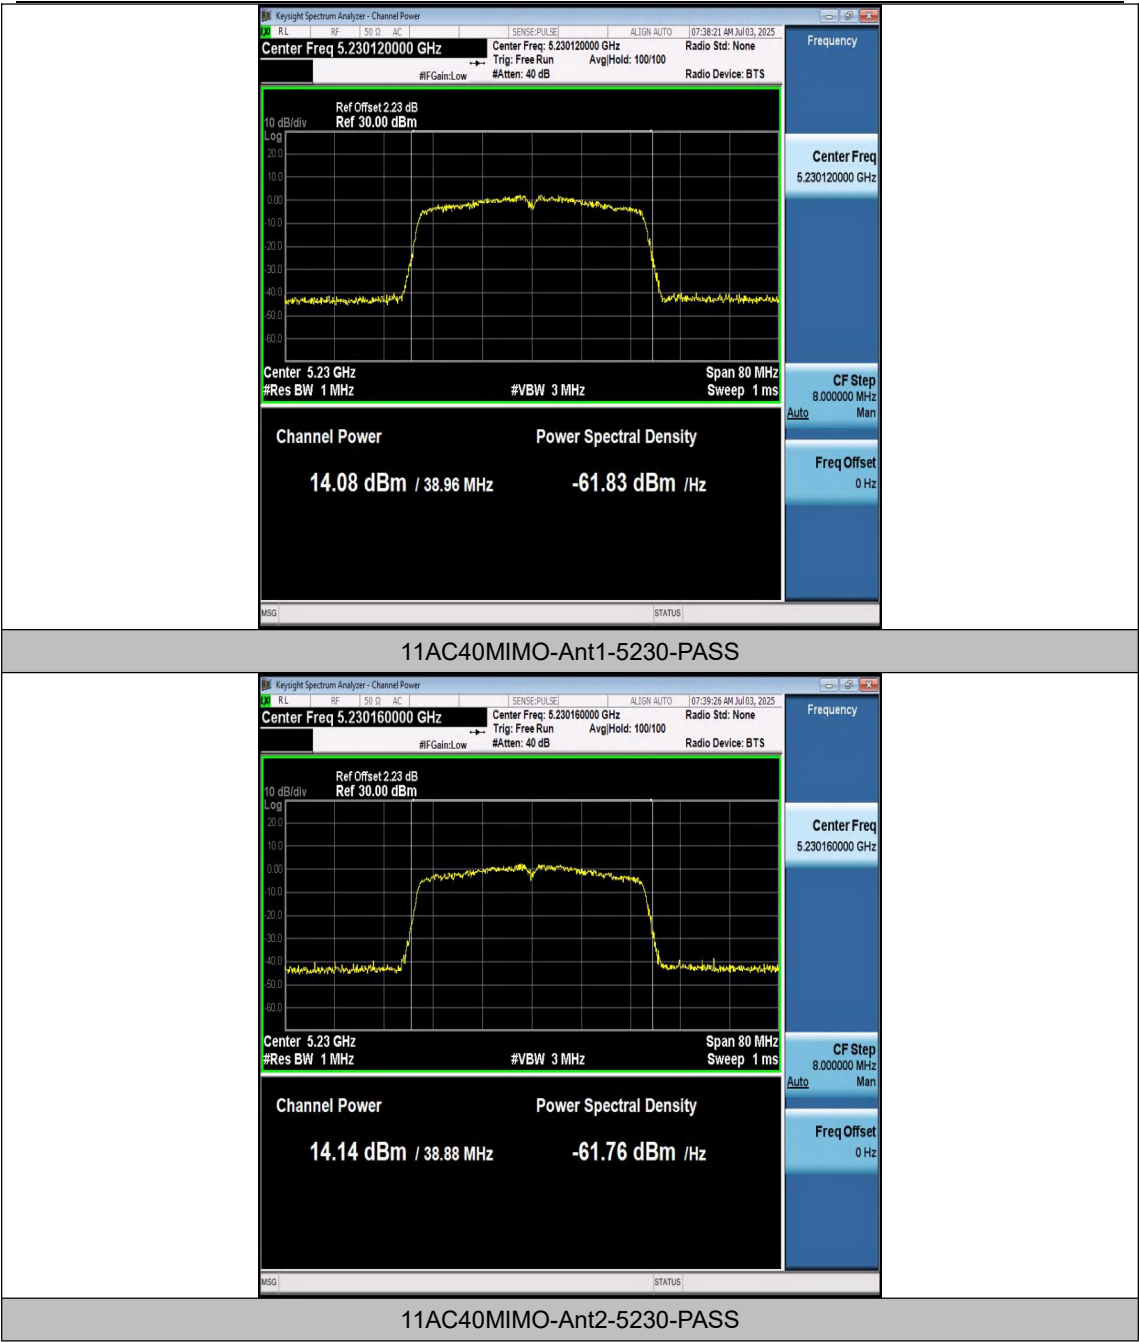 Keysight Spectrum Analyzer - Channel Power
RL RF 50 Ω AC SENSE:PULSE ALIGN AUTO 07:38:21 AM Jul 03, 2025
Center Freq 5.230120000 GHz
Center Freq: 5.230120000 GHz Radio Std: None
Trig: Free Run Avg|Hold: 100/100
#IFGain:Low #Atten: 40 dB Radio Device: BTS
Frequency
Ref Offset 2.23 dB
10 dB/div Ref 30.00 dBm
Log
20.0
10.0
0.00
-10.0
-20.0
-30.0
-40.0
-50.0
-60.0
Center Freq
5.230120000 GHz
Center 5.23 GHz Span 80 MHz
#Res BW 1 MHz #VBW 3 MHz Sweep 1 ms
CF Step
8.000000 MHz
Auto Man
Channel Power Power Spectral Density
14.08 dBm / 38.96 MHz -61.83 dBm /Hz
Freq Offset
0 Hz
MSG STATUS
11AC40MIMO-Ant1-5230-PASS
Keysight Spectrum Analyzer - Channel Power
RL RF 50 Ω AC SENSE:PULSE ALIGN AUTO 07:39:26 AM Jul 03, 2025
Center Freq 5.230160000 GHz
Center Freq: 5.230160000 GHz Radio Std: None
Trig: Free Run Avg|Hold: 100/100
#IFGain:Low #Atten: 40 dB Radio Device: BTS
Frequency
Ref Offset 2.23 dB
10 dB/div Ref 30.00 dBm
Log
20.0
10.0
0.00
-10.0
-20.0
-30.0
-40.0
-50.0
-60.0
Center Freq
5.230160000 GHz
Center 5.23 GHz Span 80 MHz
#Res BW 1 MHz #VBW 3 MHz Sweep 1 ms
CF Step
8.000000 MHz
Auto Man
Channel Power Power Spectral Density
14.14 dBm / 38.88 MHz -61.76 dBm /Hz
Freq Offset
0 Hz
MSG STATUS
11AC40MIMO-Ant2-5230-PASS